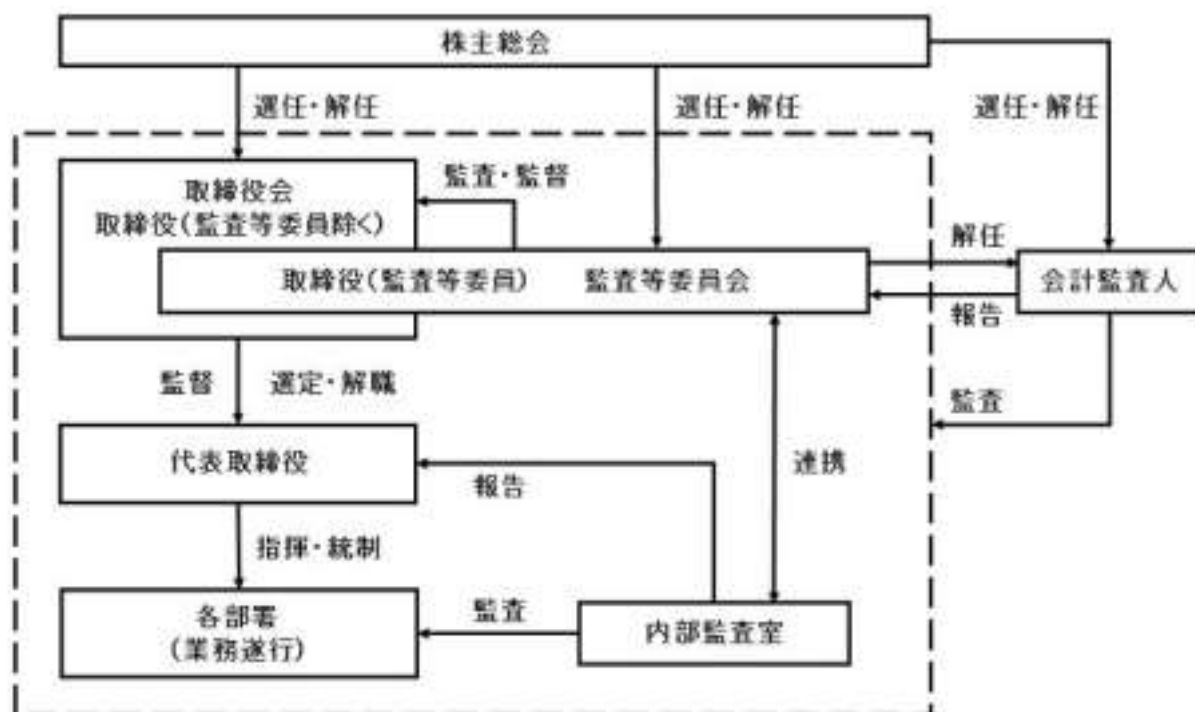 株主総会
選任・解任
選任・解任
選任・解任
取締役会
取締役(監査等委員除く)
監査・監督
取締役(監査等委員)
監査等委員会
解任
会計監査人
報告
監督
選定・解職
監査
代表取締役
報告
連携
指揮・統制
各部署
(業務遂行)
監査
内部監査室